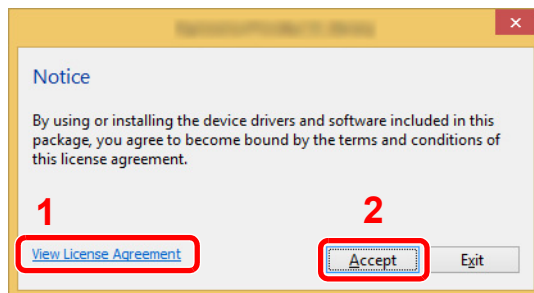 Notice
By using or installing the device drivers and software included in this
package, you agree to become bound by the terms and conditions of
this license agreement.
1
2
View License Agreement
Accept
Exit